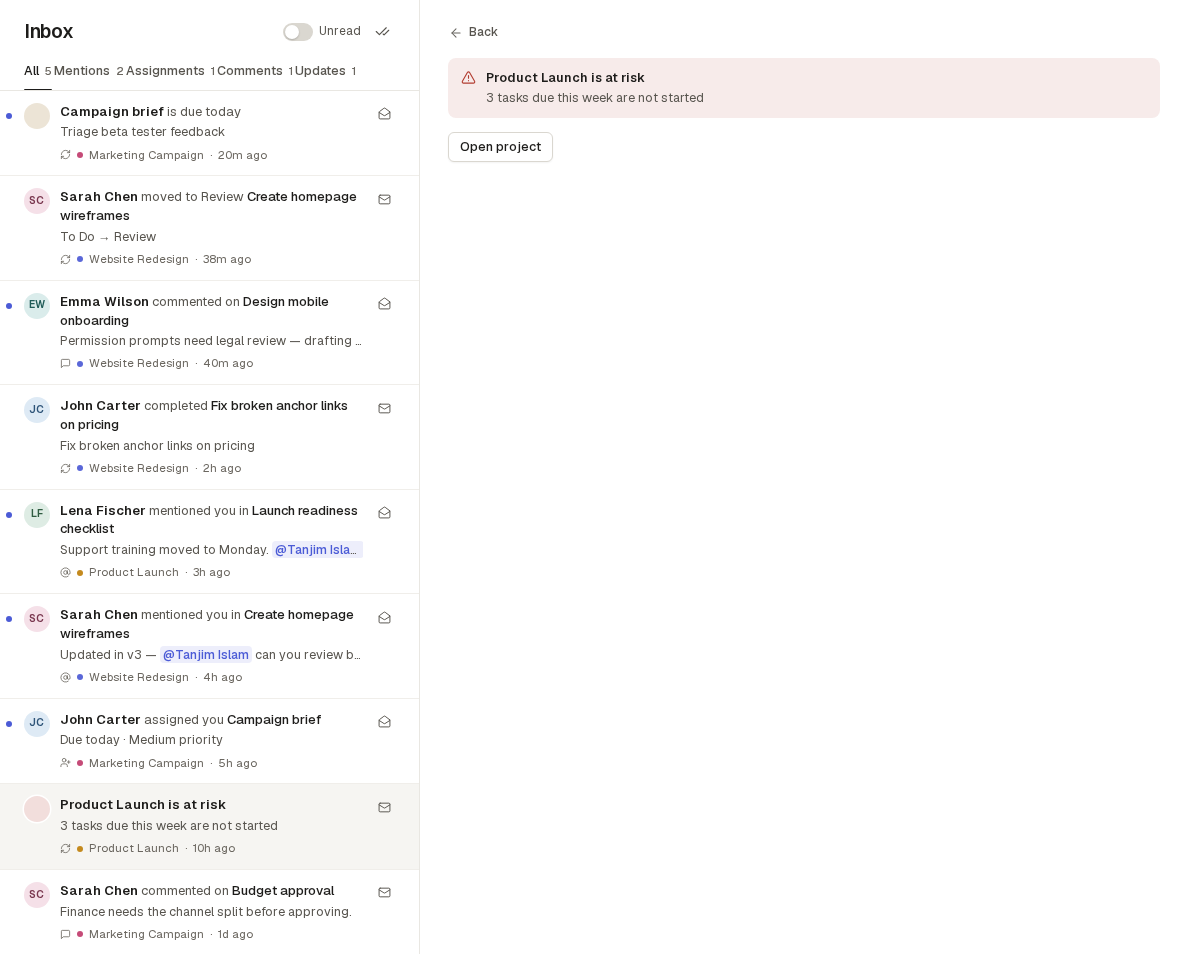 Inbox
Unread
All 5 Mentions 2 Assignments 1 Comments 1 Updates 1
Campaign brief is due today
Triage beta tester feedback
Marketing Campaign · 20m ago
SC
Sarah Chen moved to Review Create homepage
wireframes
To Do → Review
Website Redesign · 38m ago
EW
Emma Wilson commented on Design mobile
onboarding
Permission prompts need legal review — drafting ...
Website Redesign · 40m ago
JC
John Carter completed Fix broken anchor links
on pricing
Fix broken anchor links on pricing
Website Redesign · 2h ago
LF
Lena Fischer mentioned you in Launch readiness
checklist
Support training moved to Monday. @Tanjim Isla...
Product Launch · 3h ago
SC
Sarah Chen mentioned you in Create homepage
wireframes
Updated in v3 — @Tanjim Islam can you review b...
Website Redesign · 4h ago
JC
John Carter assigned you Campaign brief
Due today · Medium priority
Marketing Campaign · 5h ago
Product Launch is at risk
3 tasks due this week are not started
Product Launch · 10h ago
SC
Sarah Chen commented on Budget approval
Finance needs the channel split before approving.
Marketing Campaign · 1d ago
Back
Product Launch is at risk
3 tasks due this week are not started
Open project